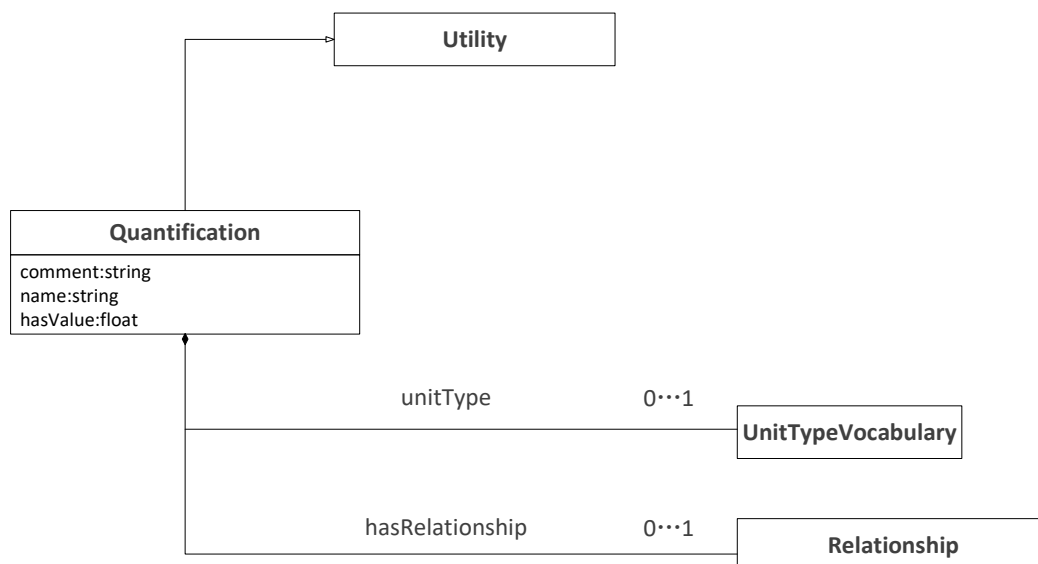 Utility
Quantification
comment:string
name:string
hasValue:float
unitType 0···1
UnitTypeVocabulary
hasRelationship 0···1
Relationship